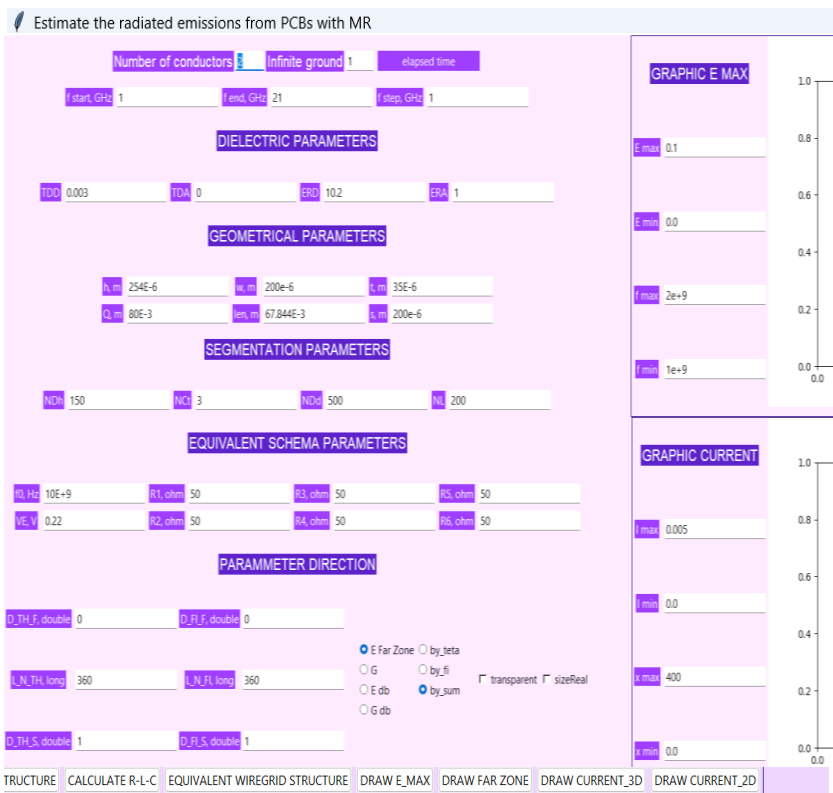 Estimate the radiated emissions from PCBs with MR
Number of conductors 2 Infinite ground 1 elapsed time
f start, GHz 1 f end, GHz 21 f step, GHz 1
DIELECTRIC PARAMETERS
TDD 0.003 TDA 0 ERD 10.2 ERA 1
GEOMETRICAL PARAMETERS
h, m 254E-6 w, m 200e-6 t, m 35E-6
Q, m 80E-3 len, m 67.844E-3 s, m 200e-6
SEGMENTATION PARAMETERS
NDh 150 NCt 3 NDd 500 NL 200
EQUIVALENT SCHEMA PARAMETERS
f0, Hz 10E+9 R1, ohm 50 R3, ohm 50 R5, ohm 50
VE, V 0.22 R2, ohm 50 R4, ohm 50 R6, ohm 50
PARAMMETER DIRECTION
D_TH_F, double 0 D_FI_F, double 0
E Far Zone by_teta
G by_fi
L_N_TH, long 360 L_N_FI, long 360 transparent sizeReal
E db by_sum
G db
D_TH_S, double 1 D_FI_S, double 1
TRUCTURE CALCULATE R-L-C EQUIVALENT WIREGRID STRUCTURE DRAW E_MAX DRAW FAR ZONE DRAW CURRENT_3D DRAW CURRENT_2D
GRAPHIC E MAX
E max 0.1
E min 0.0
f max 2e+9
f min 1e+9
1.0
0.8
0.6
0.4
0.2
0.0
0.0
GRAPHIC CURRENT
I max 0.005
I min 0.0
x max 400
x min 0.0
1.0
0.8
0.6
0.4
0.2
0.0
0.0